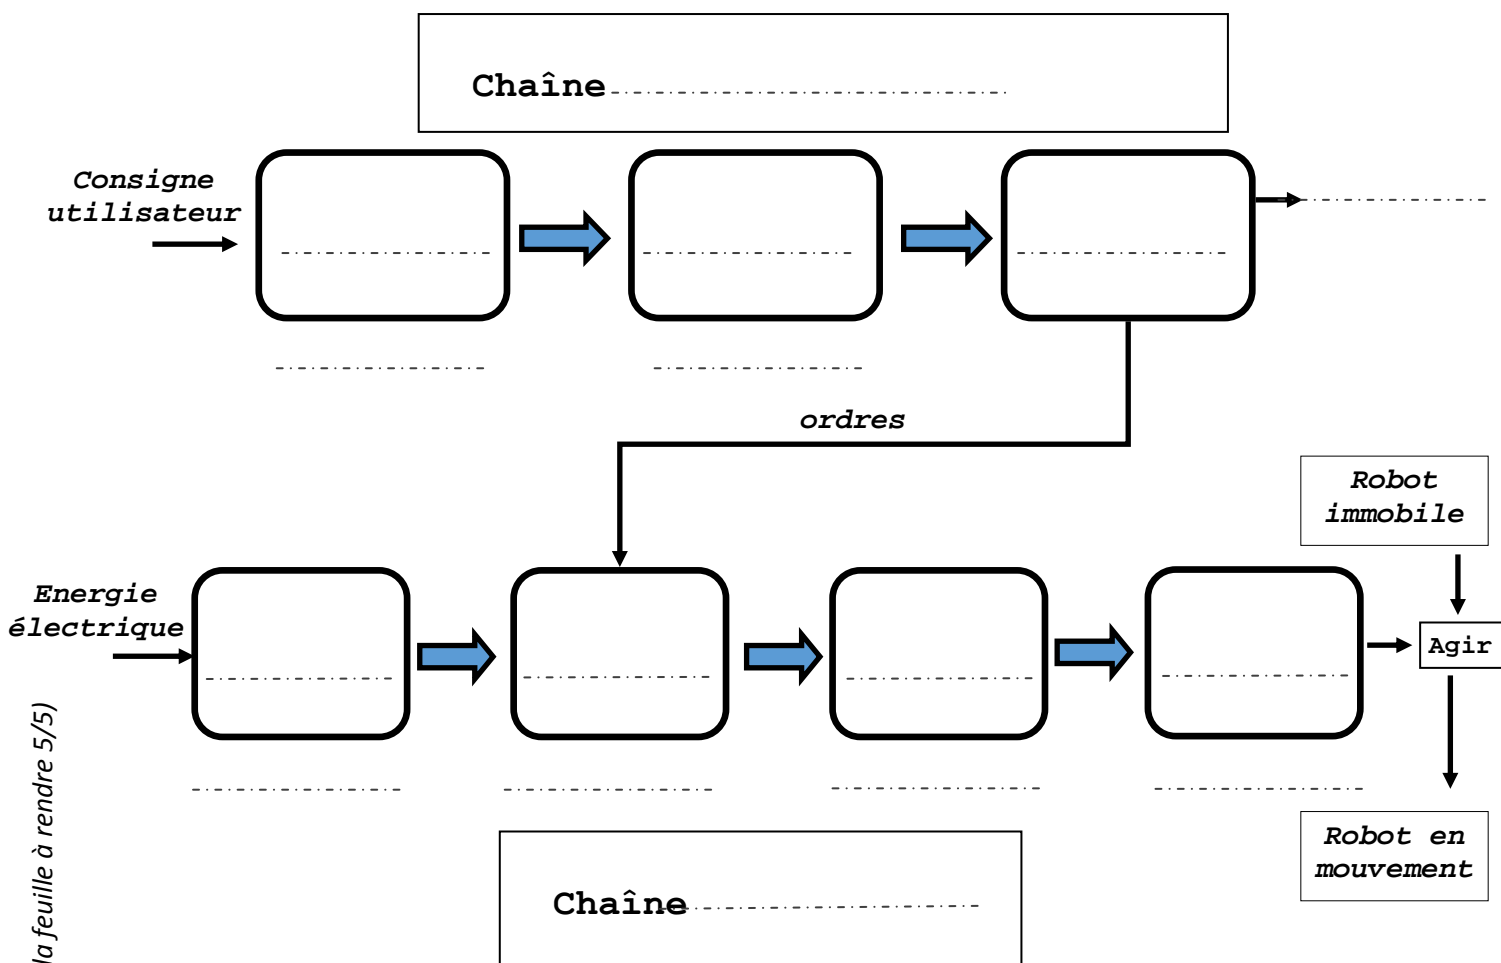 Chaîne
Consigne
utilisateur
ordres
Robot
immobile
Energie
électrique
Agir
Robot en
mouvement
Chaîne
la feuille à rendre 5/5)